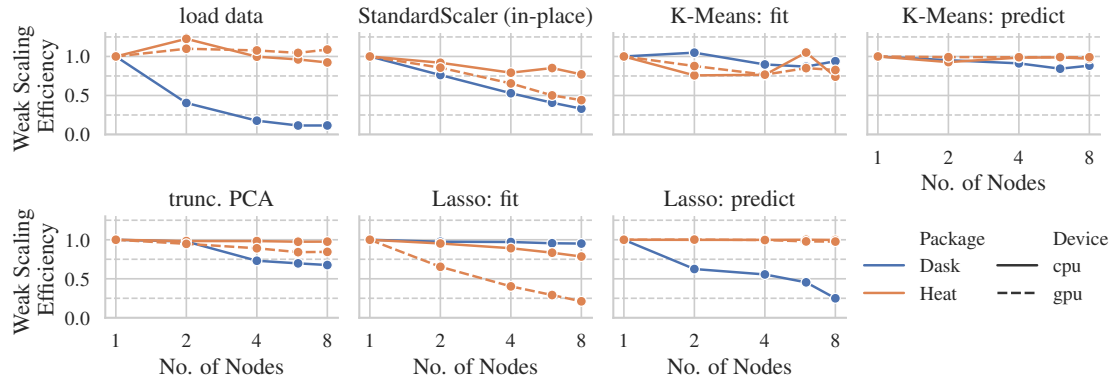 load data
StandardScaler (in-place)
K-Means: fit
K-Means: predict
Weak Scaling
Efficiency
1.0
0.5
0.0
1 2 4 8
No. of Nodes
trunc. PCA
Lasso: fit
Lasso: predict
Weak Scaling
Efficiency
1.0
0.5
0.0
1 2 4 8
No. of Nodes
1 2 4 8
No. of Nodes
1 2 4 8
No. of Nodes
Package
Dask
Heat
Device
cpu
gpu